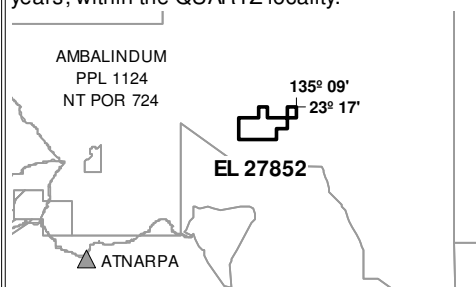 years, within the QUARTZ locality.
AMBALINDUM
PPL 1124
NT POR 724
135º 09'
23º 17'
EL 27852
ATNARPA